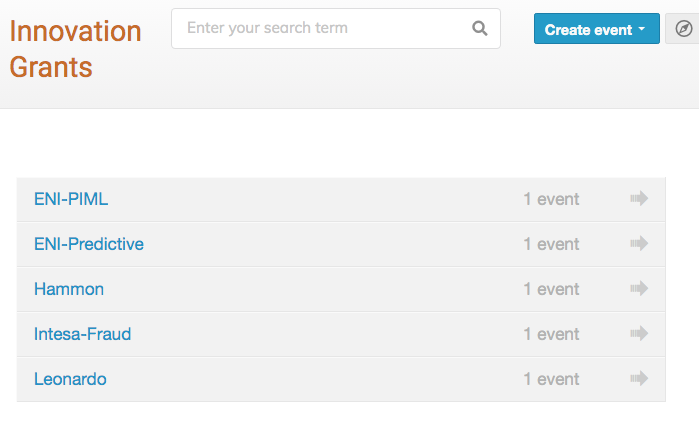 Innovation
Grants
Enter your search term
Create event
ENI-PIML 1 event
ENI-Predictive 1 event
Hammon 1 event
Intesa-Fraud 1 event
Leonardo 1 event